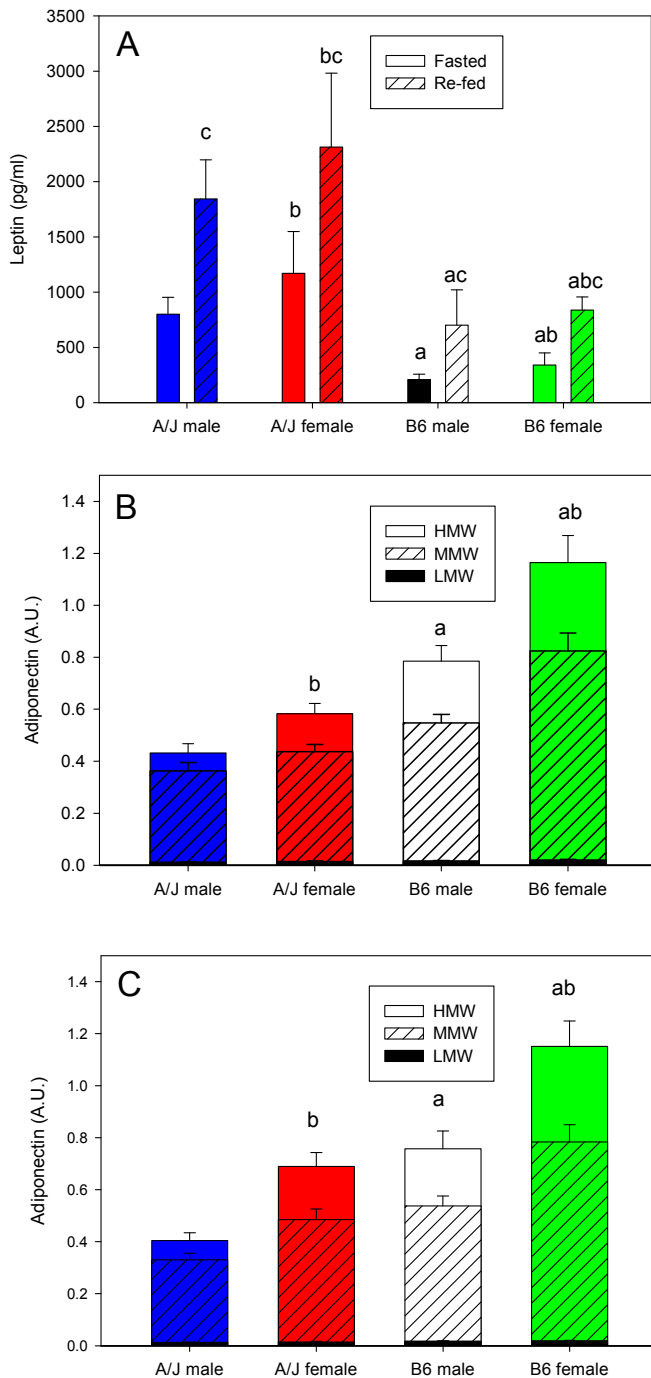 A
3500
3000
2500
2000
1500
1000
500
0
Leptin (pg/ml)
Fasted
Re-fed
c
b
bc
a
ac
ab
abc
A/J male
A/J female
B6 male
B6 female
B
1.4
1.2
1.0
0.8
0.6
0.4
0.2
0.0
Adiponectin (A.U.)
HMW
MMW
LMW
b
a
ab
A/J male
A/J female
B6 male
B6 female
C
1.4
1.2
1.0
0.8
0.6
0.4
0.2
0.0
Adiponectin (A.U.)
HMW
MMW
LMW
b
a
ab
A/J male
A/J female
B6 male
B6 female